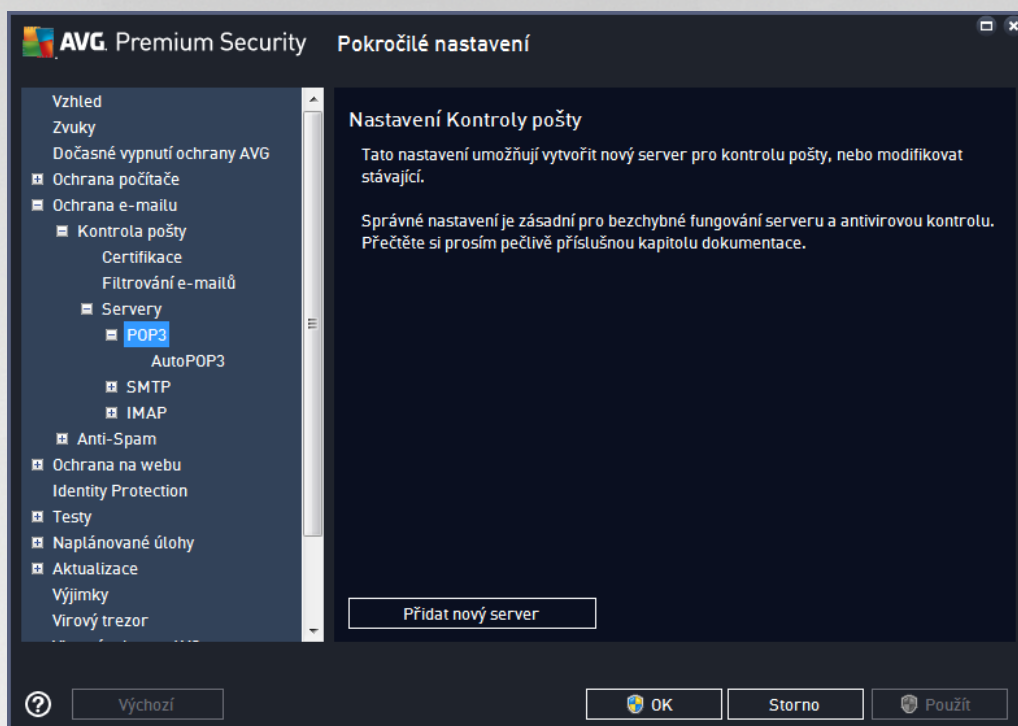 AVG. Premium Security
Pokročilé nastavení
Vzhled
Zvuky
Dočasné vypnutí ochrany AVG
Ochrana počítače
Ochrana e-mailu
Kontrola pošty
Certifikace
Filtrování e-mailů
Servery
POP3
AutoPOP3
SMTP
IMAP
Anti-Spam
Ochrana na webu
Identity Protection
Testy
Naplánované úlohy
Aktualizace
Výjimky
Virový trezor
Nastavení Kontroly pošty
Tato nastavení umožňují vytvořit nový server pro kontrolu pošty, nebo modifikovat
stávající.
Správné nastavení je zásadní pro bezchybné fungování serveru a antivirovou kontrolu.
Přečtěte si prosím pečlivě příslušnou kapitolu dokumentace.
Přidat nový server
Výchozí
OK
Storno
Použít